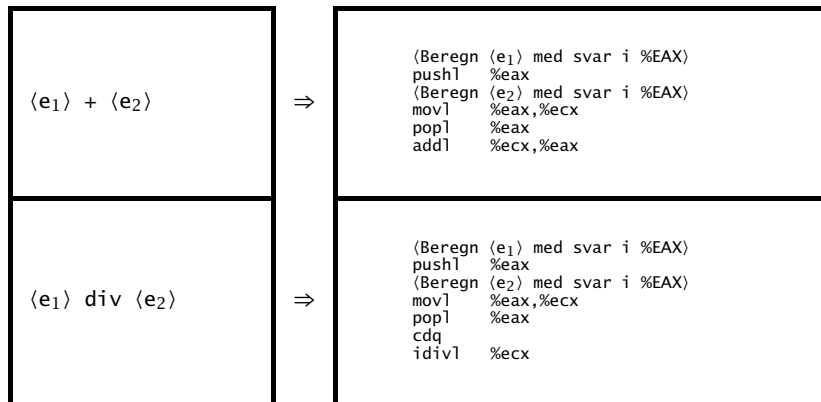 ⟨e₁⟩ + ⟨e₂⟩
⇒
⟨Beregn ⟨e₁⟩ med svar i %EAX⟩
pushl %eax
⟨Beregn ⟨e₂⟩ med svar i %EAX⟩
movl %eax,%ecx
popl %eax
addl %ecx,%eax
⟨e₁⟩ div ⟨e₂⟩
⇒
⟨Beregn ⟨e₁⟩ med svar i %EAX⟩
pushl %eax
⟨Beregn ⟨e₂⟩ med svar i %EAX⟩
movl %eax,%ecx
popl %eax
cdq
idivl %ecx